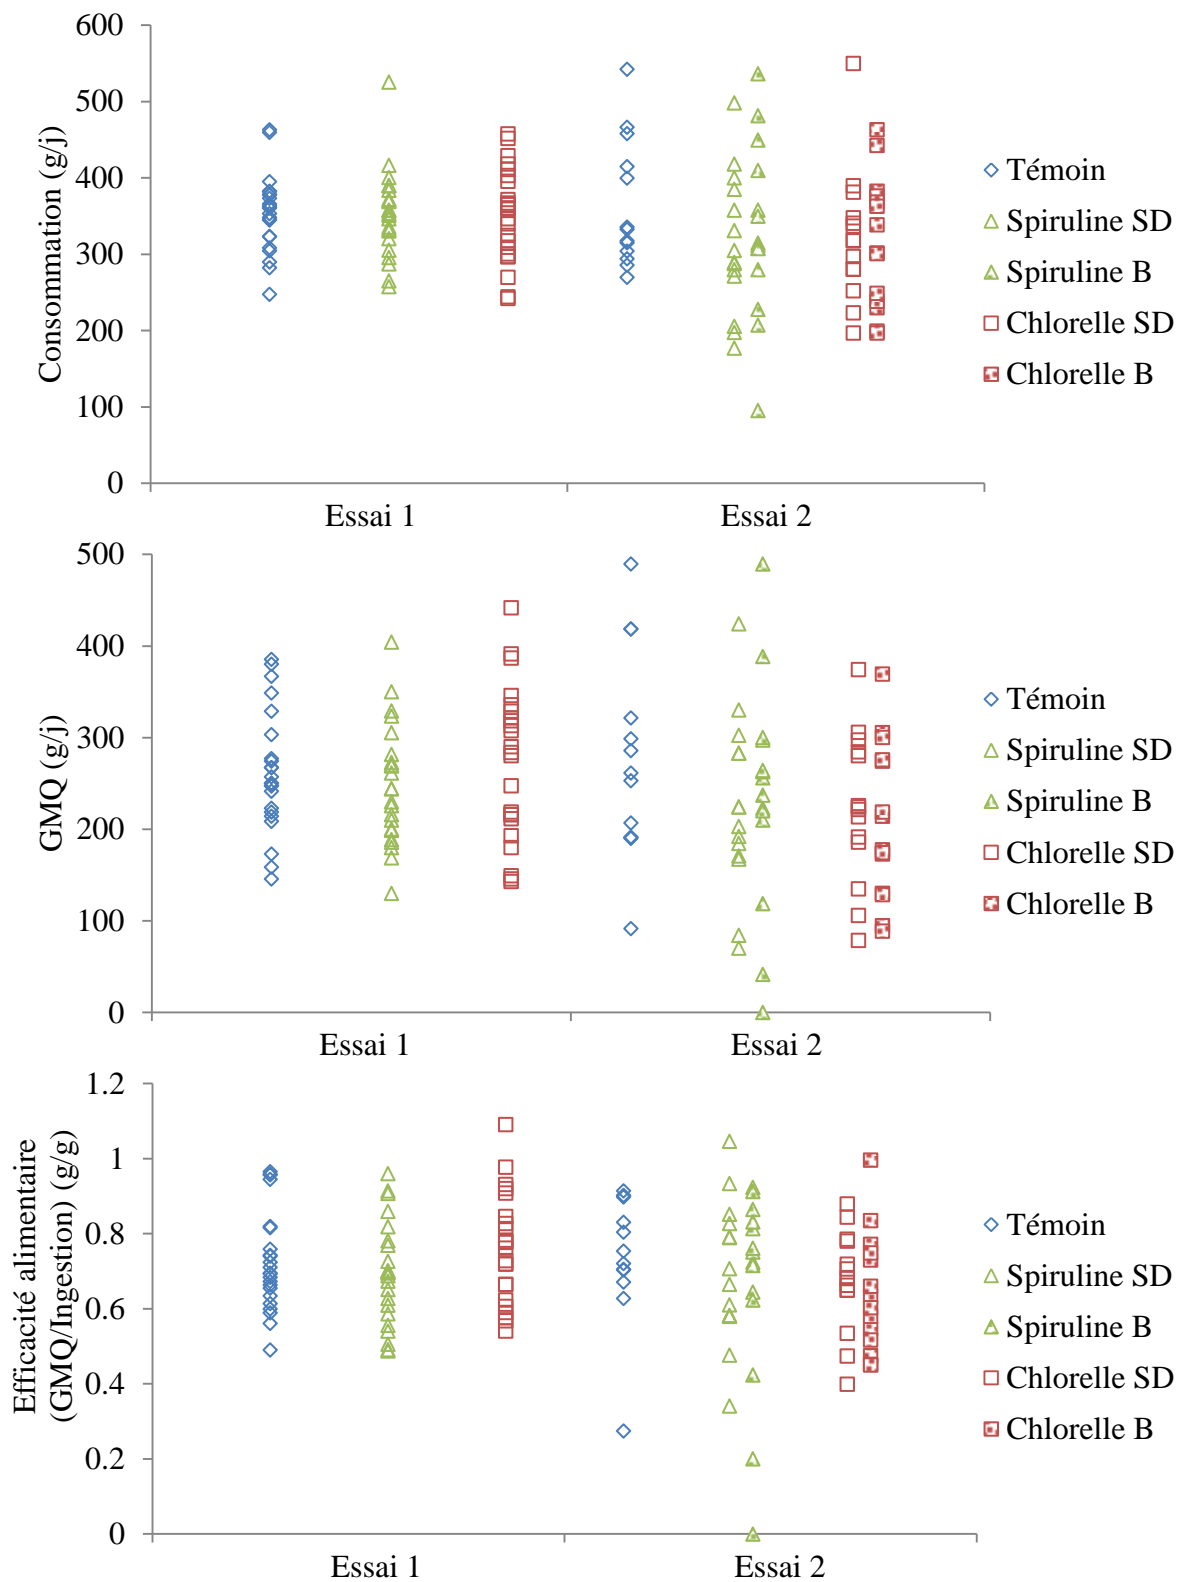 600
500
400
300
200
100
0
Consommation (g/j)
Essai 1
Essai 2
Témoin
Spiruline SD
Spiruline B
Chlorelle SD
Chlorelle B
500
400
300
200
100
0
GMQ (g/j)
Essai 1
Essai 2
Témoin
Spiruline SD
Spiruline B
Chlorelle SD
Chlorelle B
1.2
1
0.8
0.6
0.4
0.2
0
Efficacité alimentaire
(GMQ/Ingestion) (g/g)
Essai 1
Essai 2
Témoin
Spiruline SD
Spiruline B
Chlorelle SD
Chlorelle B